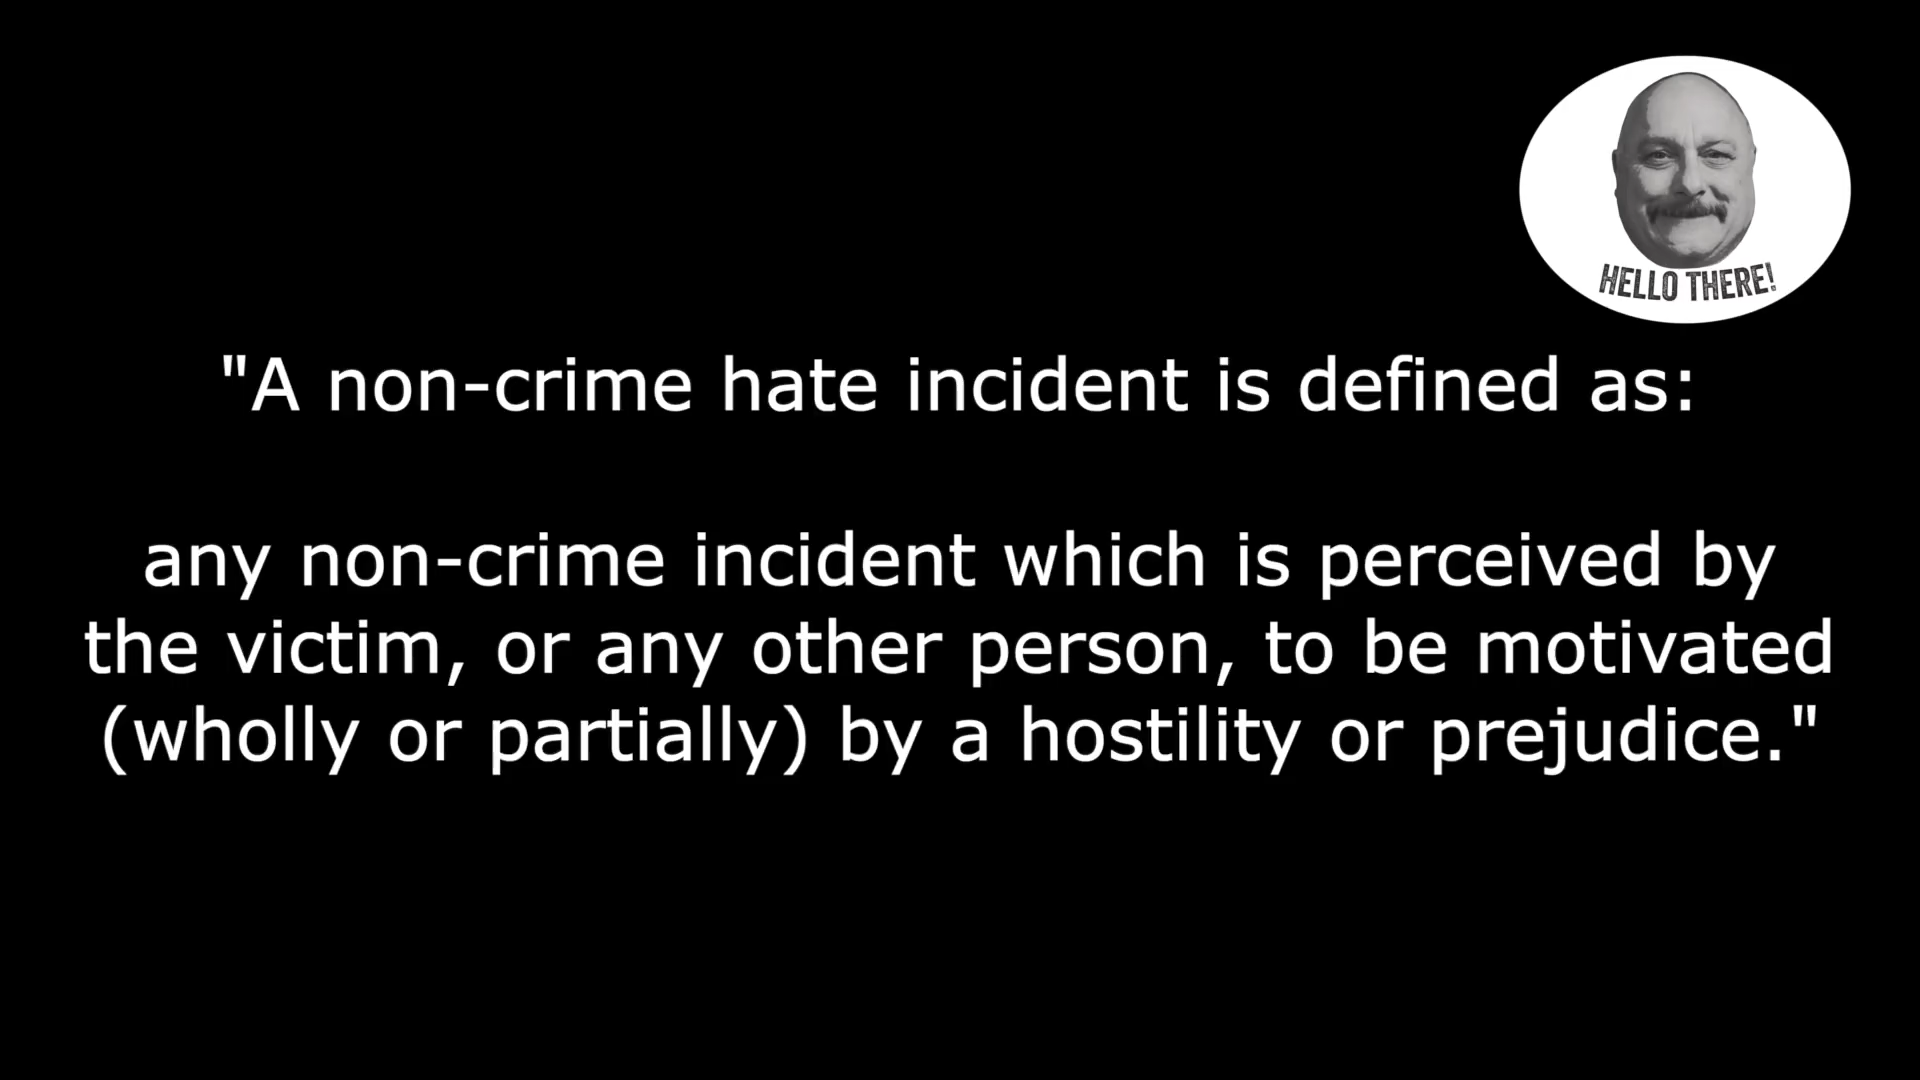 HELLO THERE!
"A non-crime hate incident is defined as:
any non-crime incident which is perceived by
the victim, or any other person, to be motivated
(wholly or partially) by a hostility or prejudice."